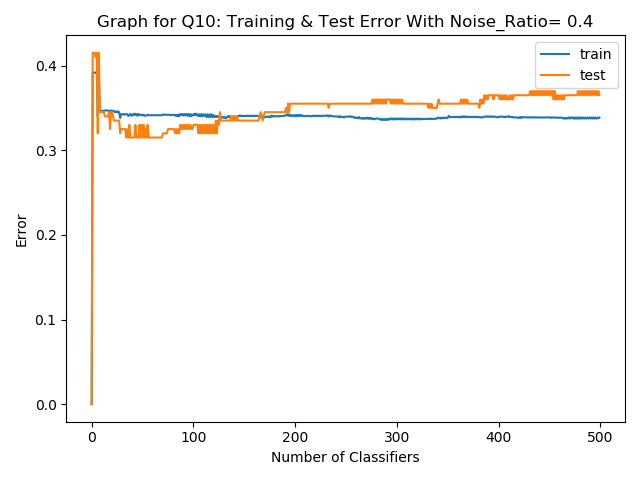 Graph for Q10: Training & Test Error With Noise_Ratio= 0.4
train
test
0.4
0.3
0.2
0.1
0.0
Error
0 100 200 300 400 500
Number of Classifiers